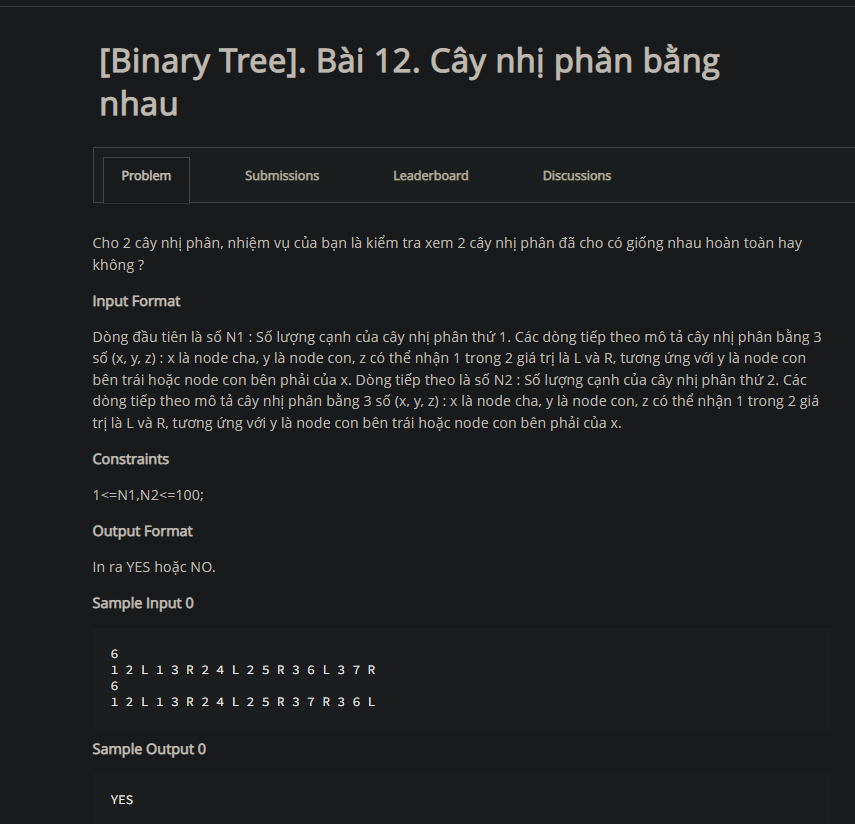 [Binary Tree]. Bài 12. Cây nhị phân bằng
nhau
Problem
Submissions
Leaderboard
Discussions
Cho 2 cây nhị phân, nhiệm vụ của bạn là kiểm tra xem 2 cây nhị phân đã cho có giống nhau hoàn toàn hay
không ?
Input Format
Dòng đầu tiên là số N1 : Số lượng cạnh của cây nhị phân thứ 1. Các dòng tiếp theo mô tả cây nhị phân bằng 3
số (x, y, z) : x là node cha, y là node con, z có thể nhận 1 trong 2 giá trị là L và R, tương ứng với y là node con
bên trái hoặc node con bên phải của x. Dòng tiếp theo là số N2 : Số lượng cạnh của cây nhị phân thứ 2. Các
dòng tiếp theo mô tả cây nhị phân bằng 3 số (x, y, z) : x là node cha, y là node con, z có thể nhận 1 trong 2 giá
trị là L và R, tương ứng với y là node con bên trái hoặc node con bên phải của x.
Constraints
1<=N1,N2<=100;
Output Format
In ra YES hoặc NO.
Sample Input 0
6
1 2 L 1 3 R 2 4 L 2 5 R 3 6 L 3 7 R
6
1 2 L 1 3 R 2 4 L 2 5 R 3 7 R 3 6 L
Sample Output 0
YES